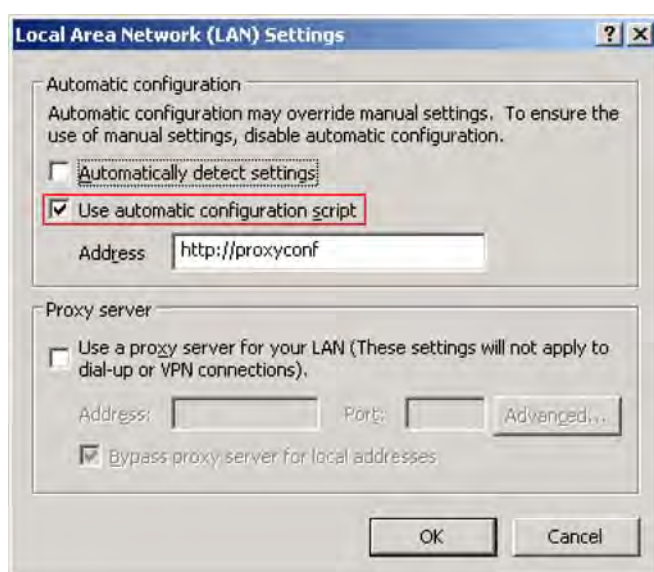 Local Area Network (LAN) Settings
Automatic configuration
Automatic configuration may override manual settings. To ensure the
use of manual settings, disable automatic configuration.
Automatically detect settings
Use automatic configuration script
Address http://proxyconf
Proxy server
Use a proxy server for your LAN (These settings will not apply to
dial-up or VPN connections).
Address: Port: Advanced...
Bypass proxy server for local addresses
OK Cancel